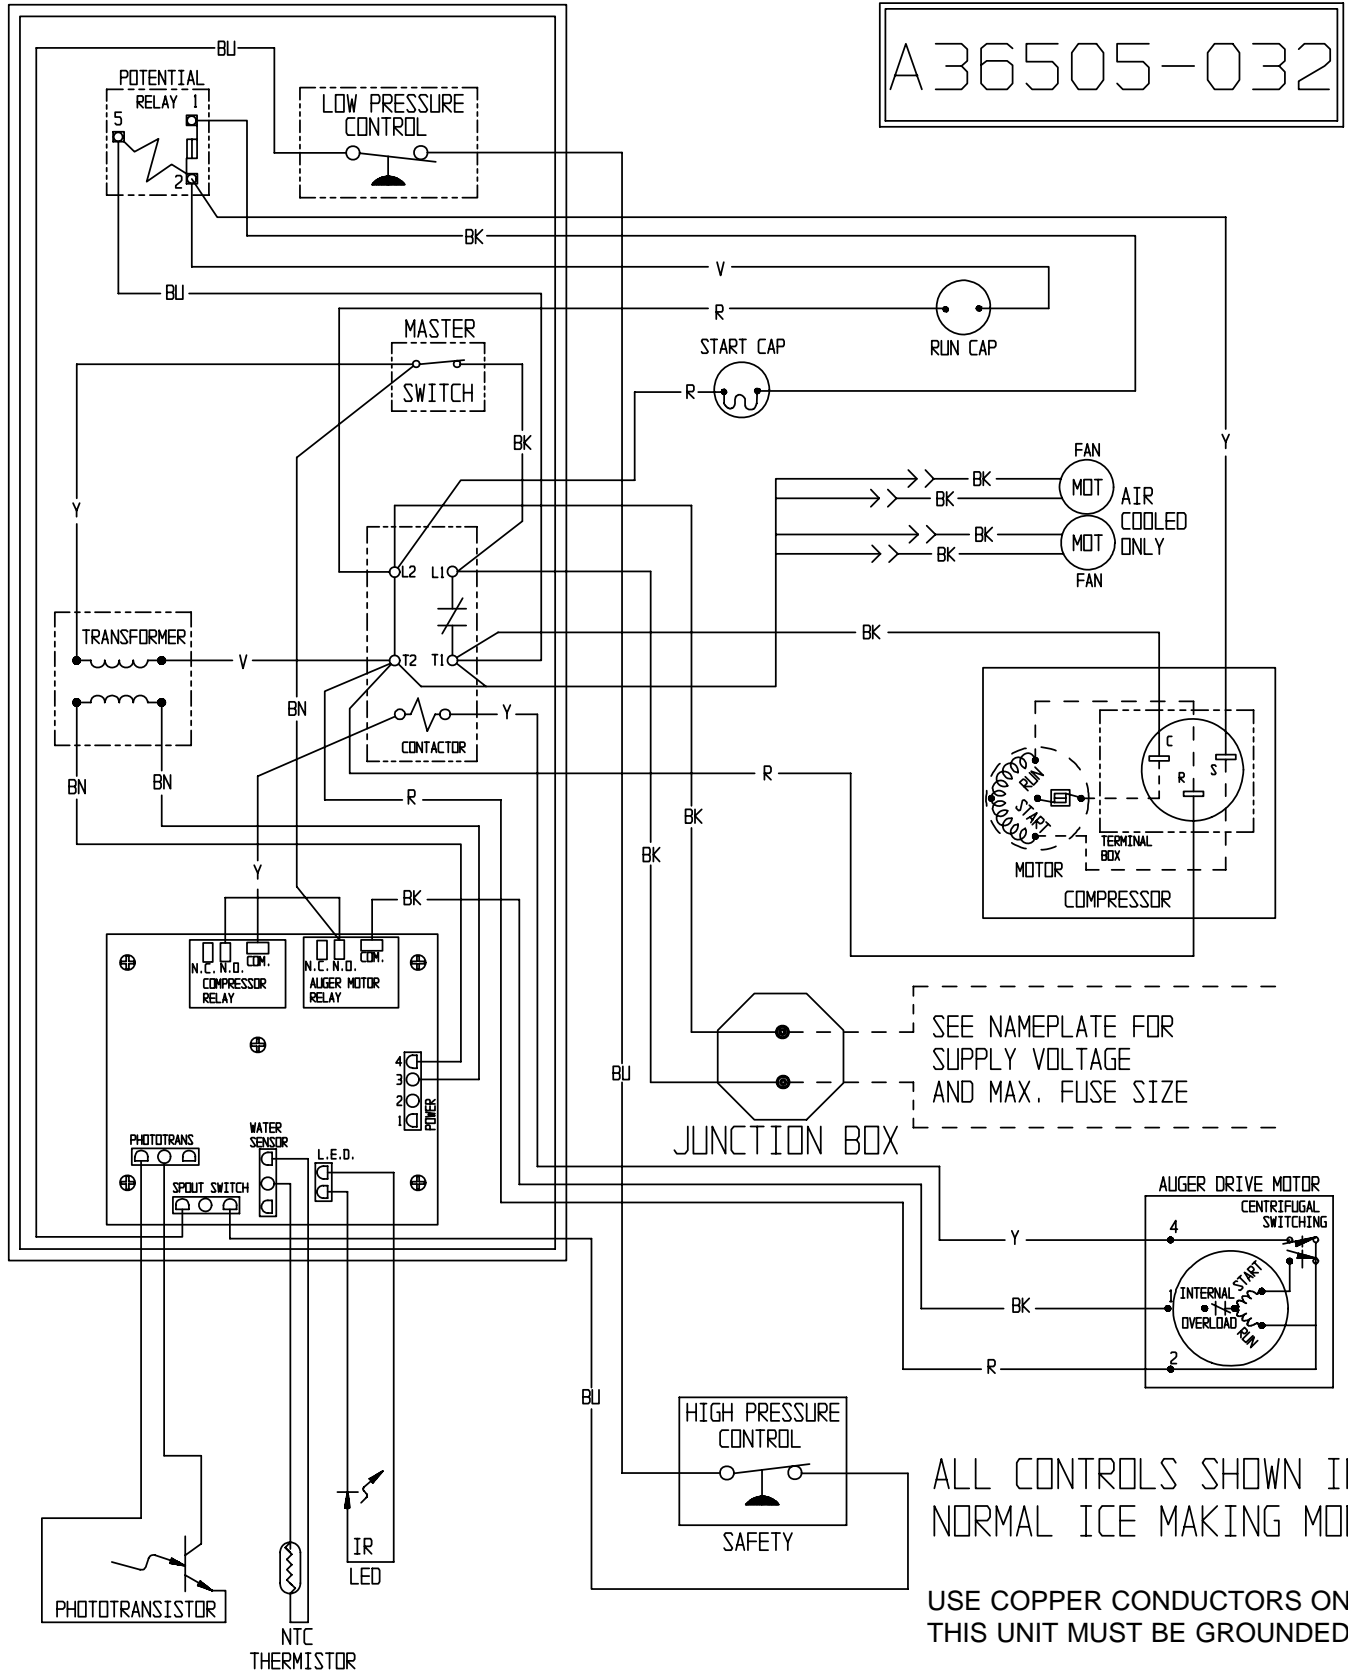 A36505-032
BU
POTENTIAL
RELAY 1
5
2
LOW PRESSURE
CONTROL
BK
V
BU
R
RUN CAP
MASTER
SWITCH
START CAP
R
BK
Y
Y
FAN
MOT
BK
BK
AIR
COOLED
ONLY
MOT
BK
BK
FAN
L2 L1
TRANSFORMER
V
T2 T1
BK
BN
Y
CONTACTOR
BN
BN
R
R
C
R
S
RUN
START
TERMINAL
BOX
MOTOR
COMPRESSOR
BK
BK
Y
BK
N.C. N.O. COM.
COMPRESSOR
RELAY
N.C. N.O. COM.
AUGER MOTOR
RELAY
4
3
2
1
POWER
BU
SEE NAMEPLATE FOR
SUPPLY VOLTAGE
AND MAX. FUSE SIZE
JUNCTION BOX
PHOTOTRANS
WATER
SENSOR
L.E.D.
SPOUT SWITCH
AUGER DRIVE MOTOR
CENTRIFUGAL
SWITCHING
4
Y
1
INTERNAL
OVERLOAD
START
RUN
BK
2
R
BU
HIGH PRESSURE
CONTROL
SAFETY
IR
LED
PHOTOTRANSISTOR
NTC
THERMISTOR
ALL CONTROLS SHOWN
NORMAL ICE MAKING
USE COPPER CONDUCTORS
THIS UNIT MUST BE GROUNDED